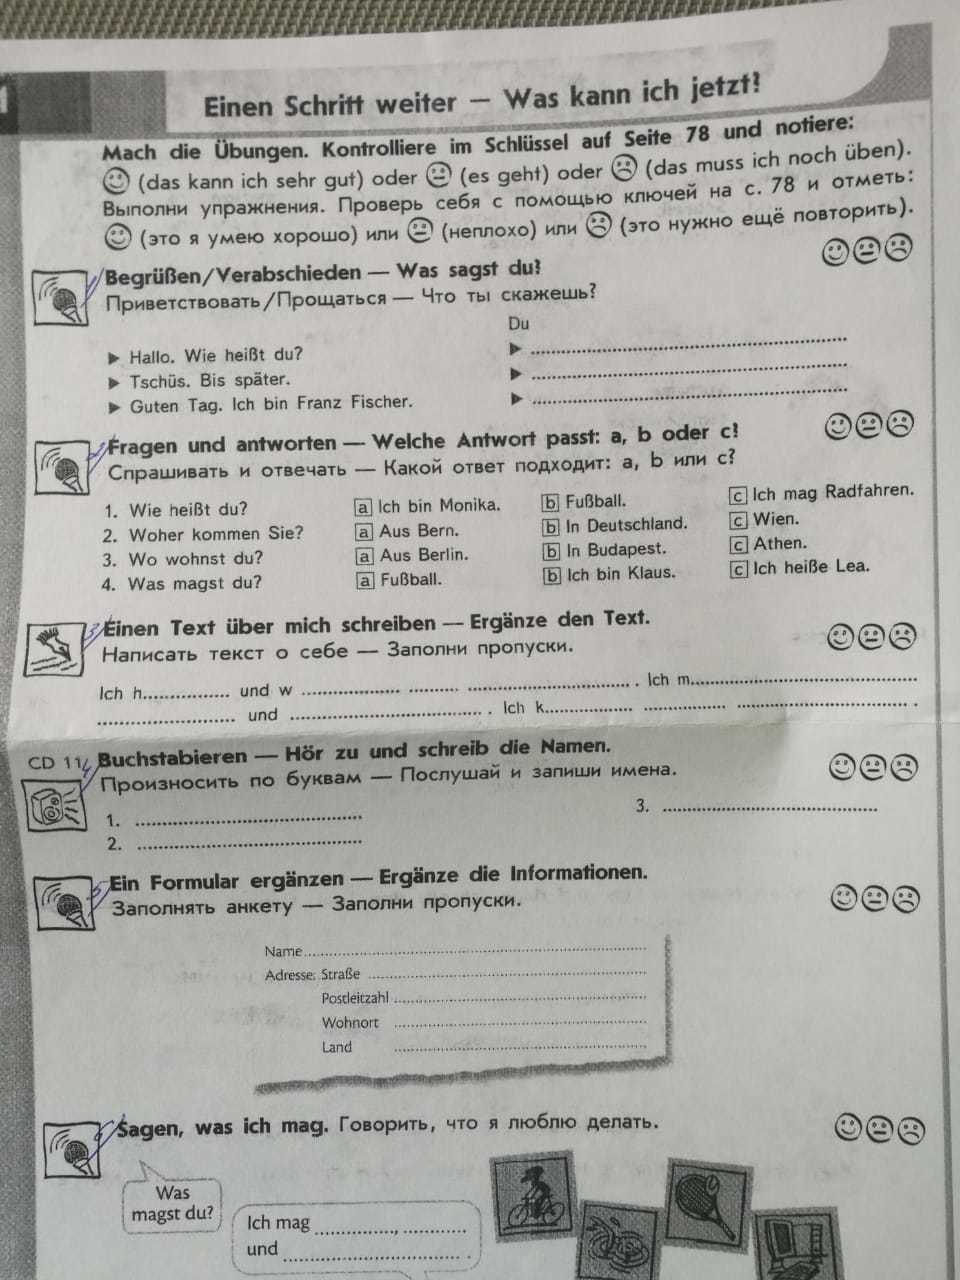 1
Einen Schritt weiter — Was kann ich jetzt?
Mach die Übungen. Kontrolliere im Schlüssel auf Seite 78 und notiere:
(das kann ich sehr gut) oder (es geht) oder (das muss ich noch üben).
Выполни упражнения. Проверь себя с помощью ключей на с. 78 и отметь:
(это я умею хорошо) или (неплохо) или (это нужно ещё повторить).
1 Begrüßen/Verabschieden — Was sagst du?
Приветствовать/Прощаться — Что ты скажешь?
Du
▶ Hallo. Wie heißt du? ▶ ....................
▶ Tschüs. Bis später. ▶ ....................
▶ Guten Tag. Ich bin Franz Fischer. ▶ ....................
2 Fragen und antworten — Welche Antwort passt: a, b oder c?
Спрашивать и отвечать — Какой ответ подходит: a, b или c?
1. Wie heißt du? a Ich bin Monika. b Fußball. c Ich mag Radfahren.
2. Woher kommen Sie? a Aus Bern. b In Deutschland. c Wien.
3. Wo wohnst du? a Aus Berlin. b In Budapest. c Athen.
4. Was magst du? a Fußball. b Ich bin Klaus. c Ich heiße Lea.
3 Einen Text über mich schreiben — Ergänze den Text.
Написать текст о себе — Заполни пропуски.
Ich h............... und w ................. ......... ............................. . Ich m........................................
........................ und .................................. . Ich k............... .............. .............................. .
CD 11 4 Buchstabieren — Hör zu und schreib die Namen.
Произносить по буквам — Послушай и запиши имена.
1. ........................................ 3. ......................................
2. ........................................
5 Ein Formular ergänzen — Ergänze die Informationen.
Заполнять анкету — Заполни пропуски.
Name........................................
Adresse: Straße ........................................
Postleitzahl ........................................
Wohnort ........................................
Land ........................................
6 Sagen, was ich mag. Говорить, что я люблю делать.
Was
magst du?
Ich mag .............., ...........
und ................................ .